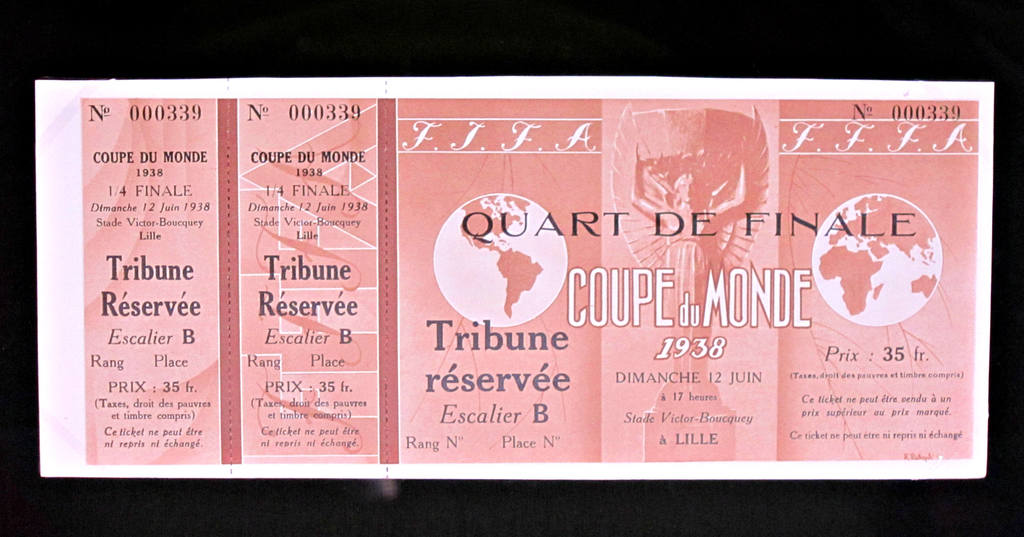 Nº 000339
COUPE DU MONDE
1938
1/4 FINALE
Dimanche 12 Juin 1938
Stade Victor-Boucquey
Lille
Tribune
Réservée
Escalier B
Rang Place
PRIX : 35 fr.
(Taxes, droit des pauvres
et timbre compris)
Ce ticket ne peut être
ni repris ni échangé.
Nº 000339
COUPE DU MONDE
1938
1/4 FINALE
Dimanche 12 Juin 1938
Stade Victor-Boucquey
Lille
Tribune
Réservée
Escalier B
Rang Place
PRIX : 35 fr.
(Taxes, droit des pauvres
et timbre compris)
Ce ticket ne peut être
ni repris ni échangé.
Nº 000339
F.I.F.A
F.F.F.A
QUART DE FINALE
COUPE du MONDE
1938
Tribune
réservée
Escalier B
Rang Nº Place Nº
DIMANCHE 12 JUIN
à 17 heures
Stade Victor-Boucquey
à LILLE
Prix : 35 fr.
(Taxes, droit des pauvres et timbre compris)
Ce ticket ne peut être vendu à un
prix supérieur au prix marqué.
Ce ticket ne peut être ni repris ni échangé